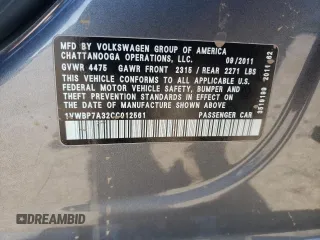 MFD. BY VOLKSWAGEN GROUP OF AMERICA
CHATTANOOGA OPERATIONS, LLC. 09/2011
GVWR 4475 GAWR FRONT 2315 / REAR 2271 LBS
THIS VEHICLE CONFORMS TO ALL APPLICABLE U.S.
FEDERAL MOTOR VEHICLE SAFETY, BUMPER AND
THEFT PREVENTION STANDARDS IN EFFECT ON THE
DATE OF MANUFACTURE SHOWN ABOVE.
1VWBP7A32CC012561 PASSENGER CAR
DREAMBID